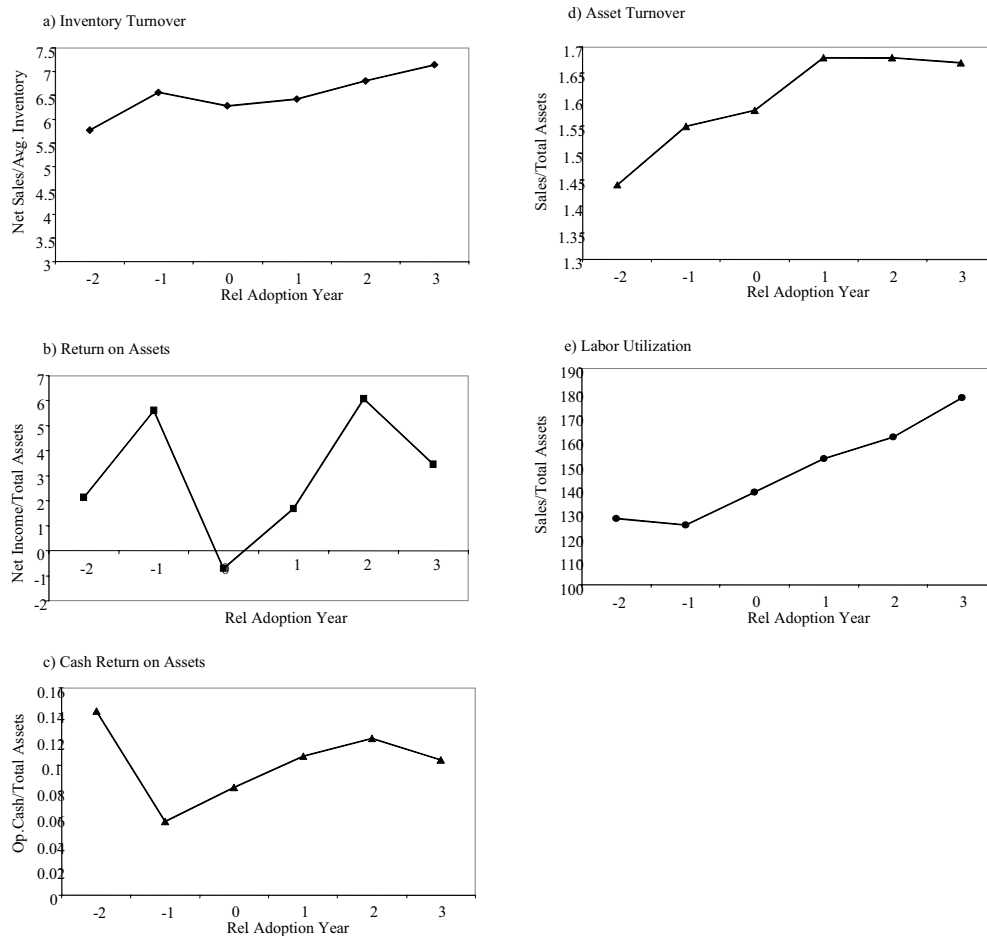 a) Inventory Turnover
7.5
7
6.5
6
5.5
5
4.5
4
3.5
3
Net Sales/Avg. Inventory
-2 -1 0 1 2 3
Rel Adoption Year
b) Return on Assets
7
6
5
4
3
2
1
0
-1
-2
Net Income/Total Assets
-2 -1 0 1 2 3
Rel Adoption Year
c) Cash Return on Assets
0.16
0.14
0.12
0.1
0.08
0.06
0.04
0.02
0
Op.Cash/Total Assets
-2 -1 0 1 2 3
Rel Adoption Year
d) Asset Turnover
1.7
1.65
1.6
1.55
1.5
1.45
1.4
1.35
1.3
Sales/Total Assets
-2 -1 0 1 2 3
Rel Adoption Year
e) Labor Utilization
190
180
170
160
150
140
130
120
110
100
Sales/Total Assets
-2 -1 0 1 2 3
Rel Adoption Year